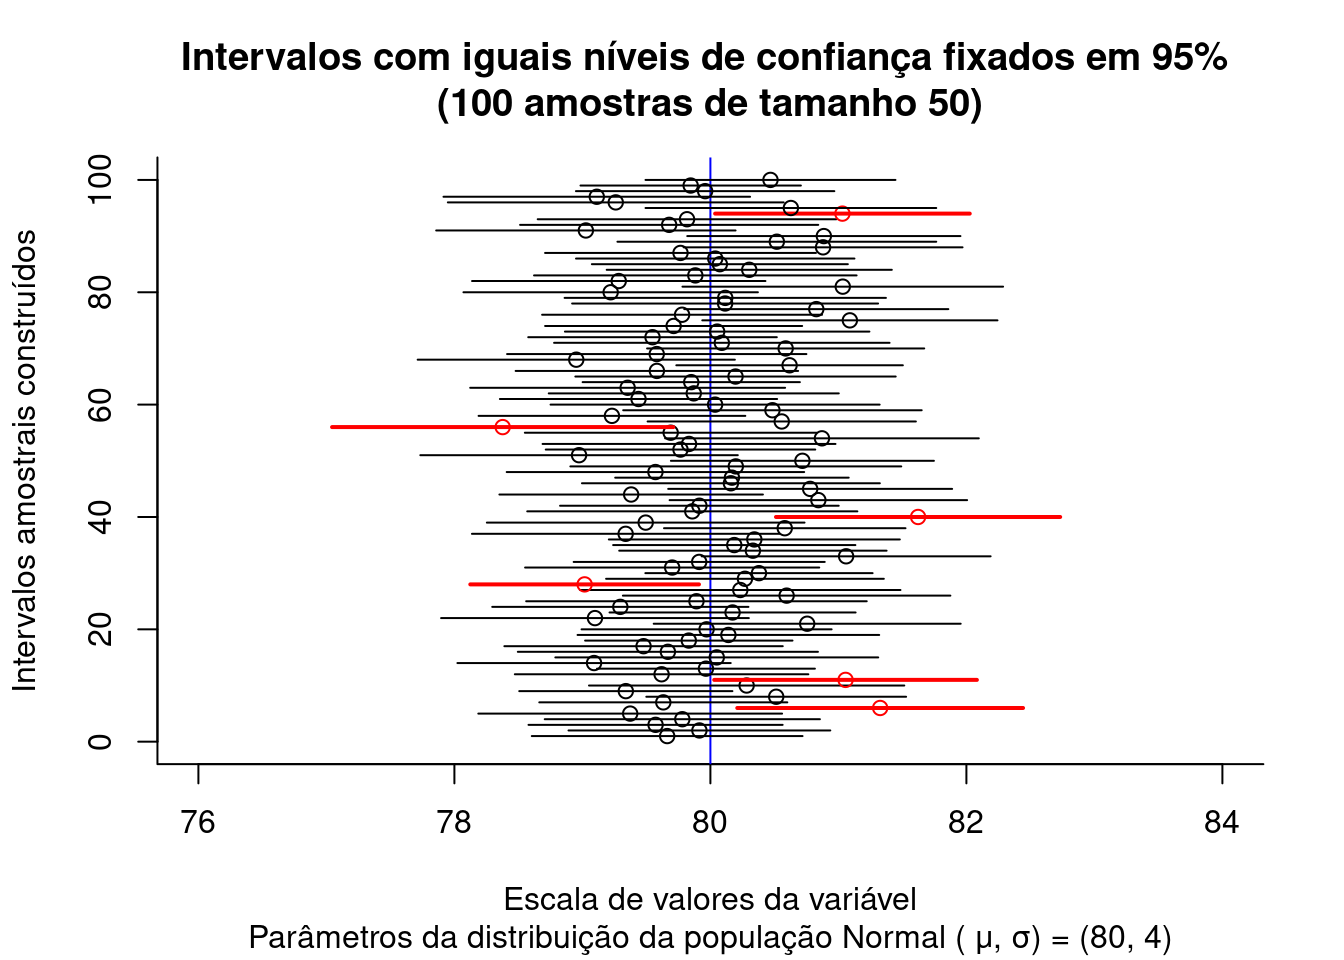 Intervalos com iguais níveis de confiança fixados em 95%
(100 amostras de tamanho 50)
Intervalos amostrais construídos
100
80
60
40
20
0
76 78 80 82 84
Escala de valores da variável
Parâmetros da distribuição da população Normal ( μ, σ) = (80, 4)